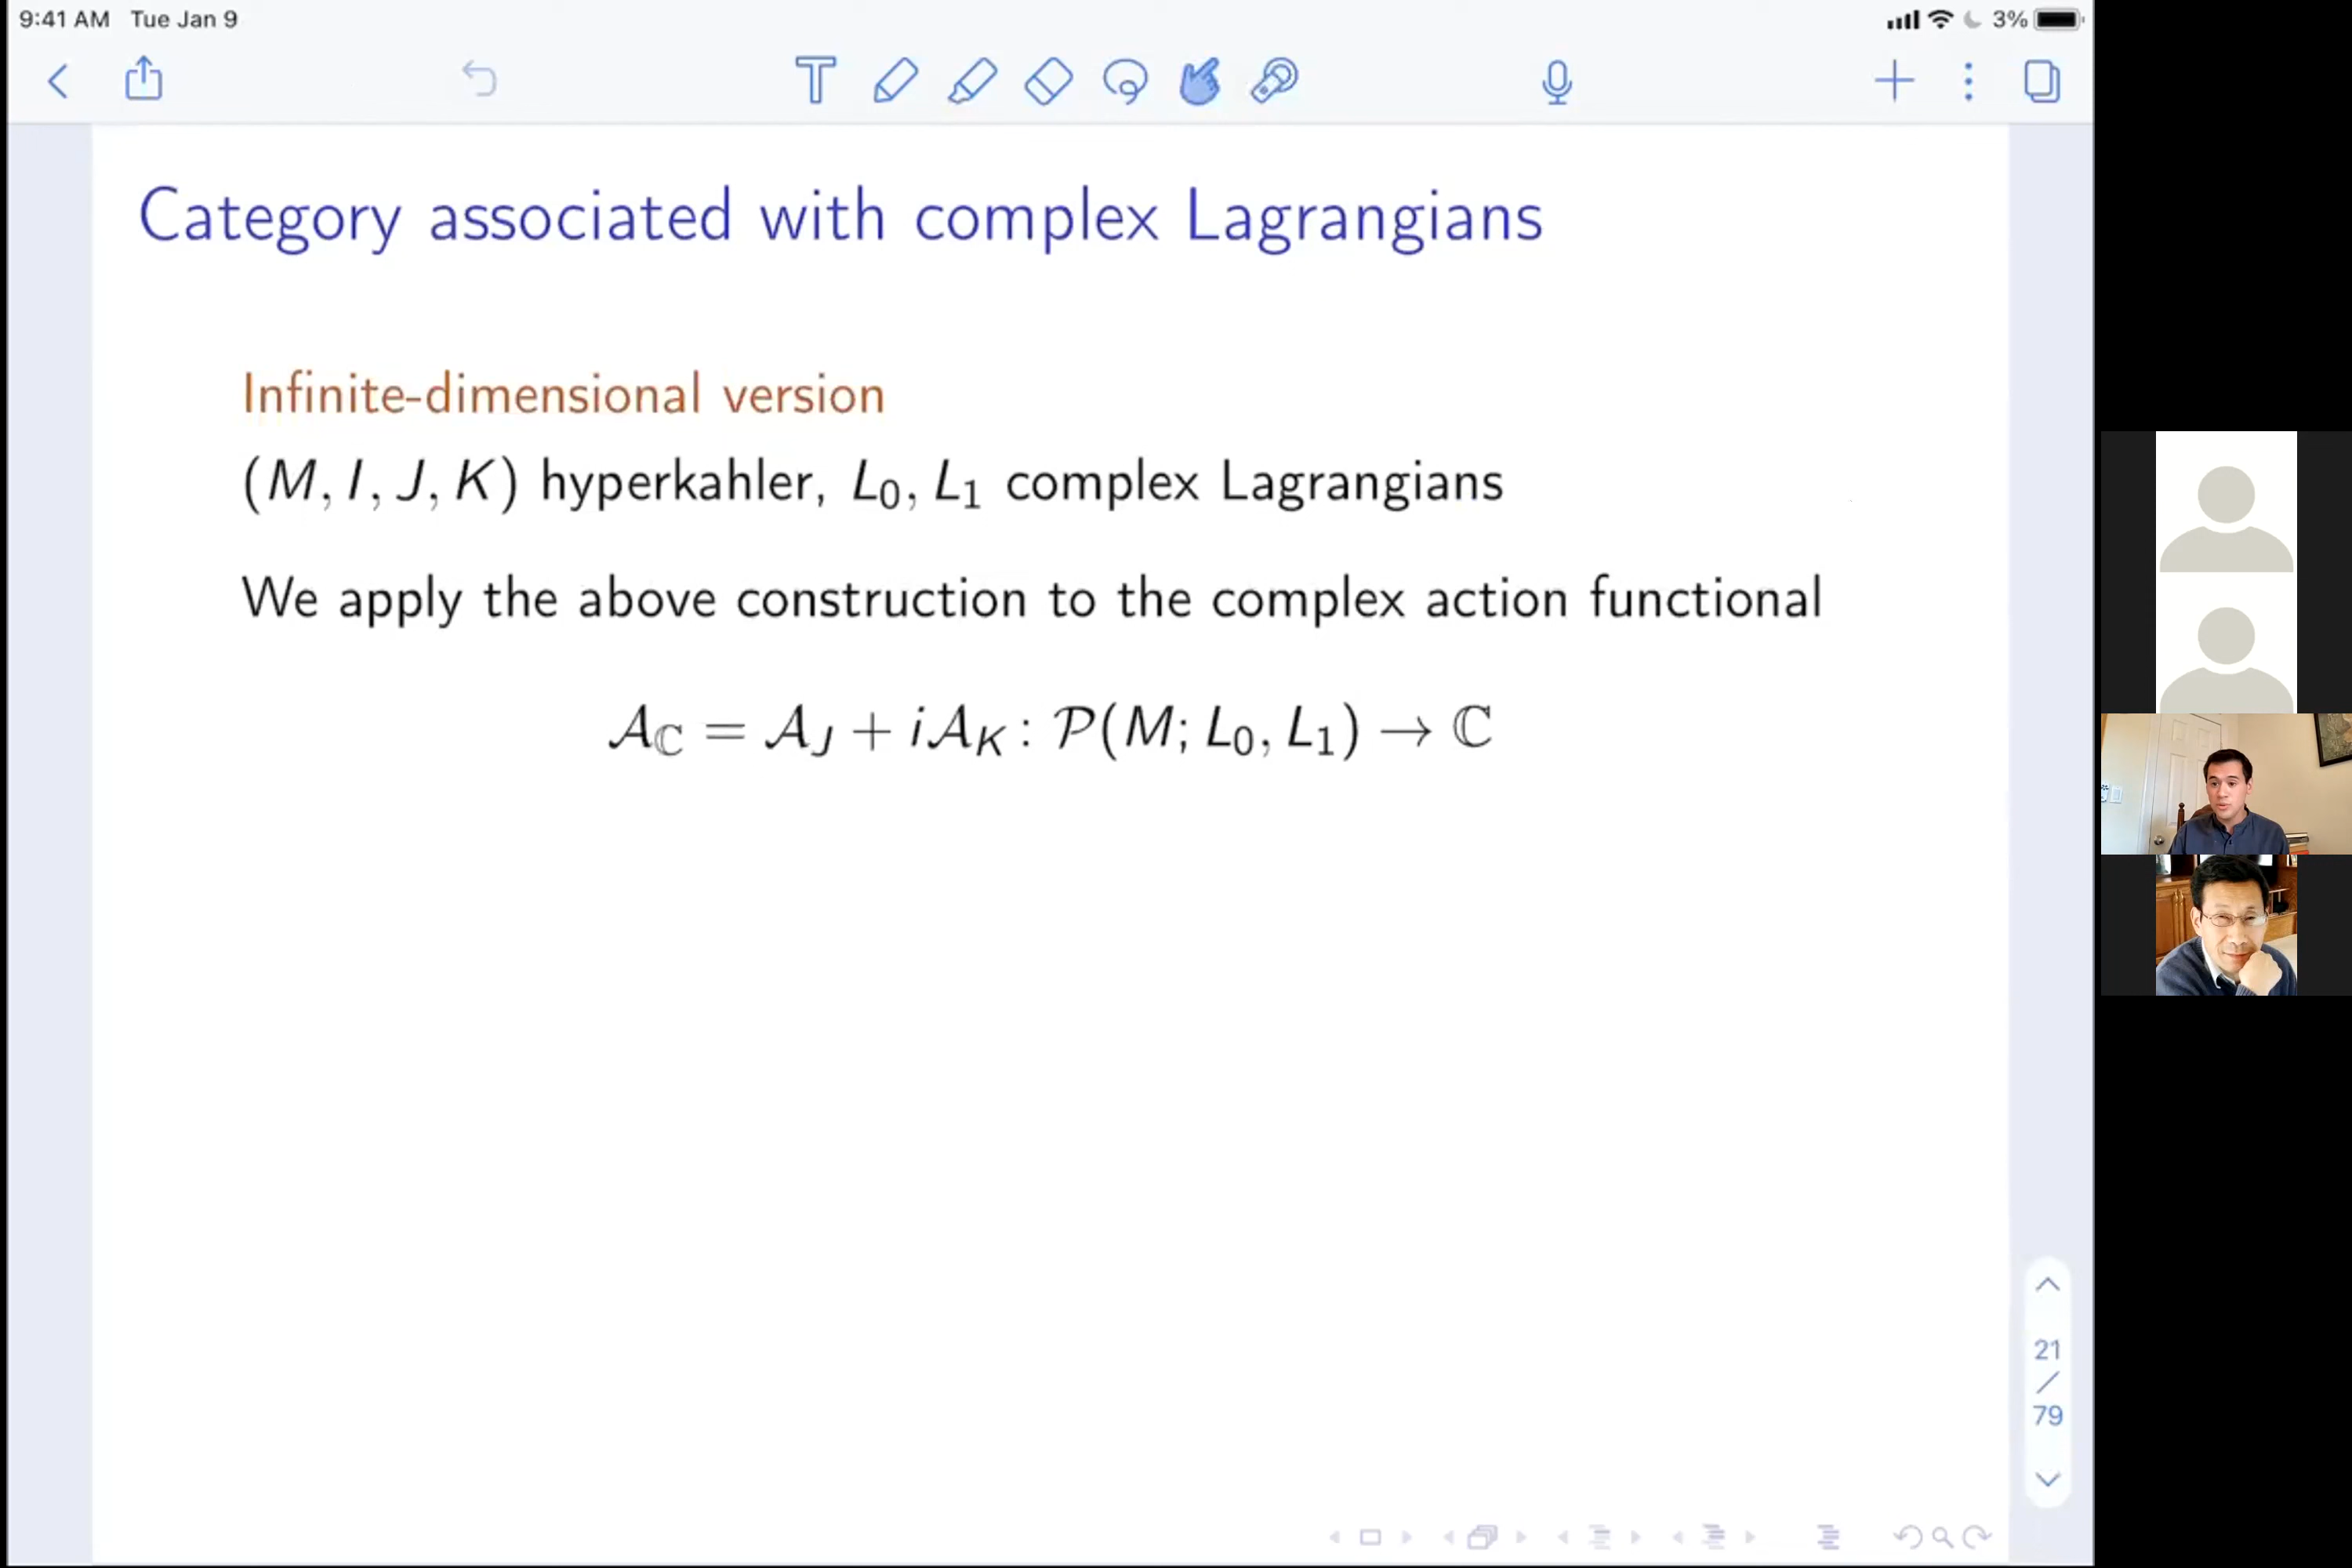 9:41 AM Tue Jan 9
3%
Category associated with complex Lagrangians
Infinite-dimensional version
(M, I, J, K) hyperkahler, L₀, L₁ complex Lagrangians
We apply the above construction to the complex action functional
𝒜_ℂ = 𝒜_J + i𝒜_K : 𝒫(M; L₀, L₁) → ℂ
21
/
79